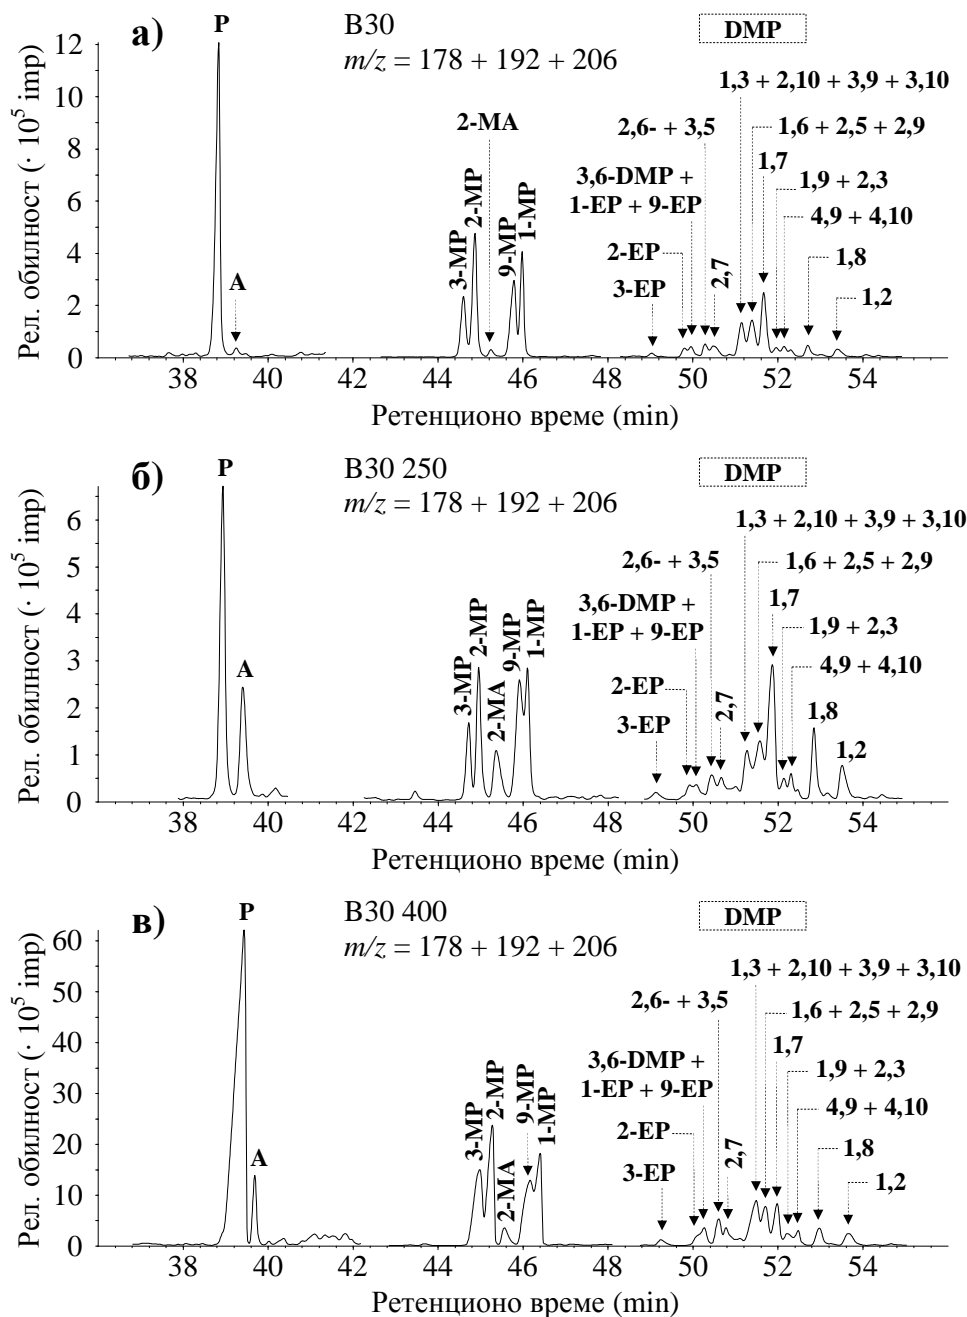 а)
B30
m/z = 178 + 192 + 206
DMP
P
A
3-MP
2-MP
2-MA
9-MP
1-MP
1,3 + 2,10 + 3,9 + 3,10
2,6- + 3,5
1,6 + 2,5 + 2,9
3,6-DMP +
1-EP + 9-EP
1,7
1,9 + 2,3
2-EP
2,7
4,9 + 4,10
3-EP
1,8
1,2
Рел. обилност (· 10⁵ imp)
12
10
8
6
4
2
0
38 40 42 44 46 48 50 52 54
Ретенционо време (min)
б)
B30 250
m/z = 178 + 192 + 206
DMP
P
A
3-MP
2-MP
2-MA
9-MP
1-MP
1,3 + 2,10 + 3,9 + 3,10
2,6- + 3,5
1,6 + 2,5 + 2,9
3,6-DMP +
1-EP + 9-EP
1,7
1,9 + 2,3
2-EP
2,7
4,9 + 4,10
3-EP
1,8
1,2
Рел. обилност (· 10⁵ imp)
6
5
4
3
2
1
0
38 40 42 44 46 48 50 52 54
Ретенционо време (min)
в)
B30 400
m/z = 178 + 192 + 206
DMP
P
A
3-MP
2-MP
2-MA
9-MP
1-MP
1,3 + 2,10 + 3,9 + 3,10
2,6- + 3,5
1,6 + 2,5 + 2,9
3,6-DMP +
1-EP + 9-EP
1,7
1,9 + 2,3
2-EP
2,7
4,9 + 4,10
3-EP
1,8
1,2
Рел. обилност (· 10⁵ imp)
60
50
40
30
20
10
0
38 40 42 44 46 48 50 52 54
Ретенционо време (min)